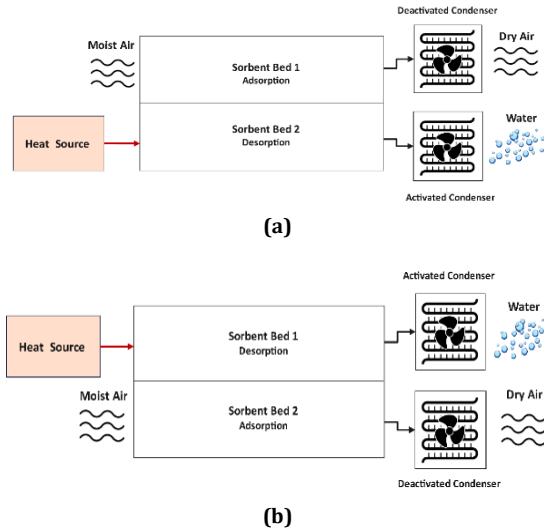 Deactivated Condenser
Moist Air
Dry Air
Sorbent Bed 1
Adsorption
Sorbent Bed 2
Desorption
Heat Source
Water
Activated Condenser
(a)
Activated Condenser
Water
Heat Source
Sorbent Bed 1
Desorption
Moist Air
Dry Air
Sorbent Bed 2
Adsorption
Deactivated Condenser
(b)